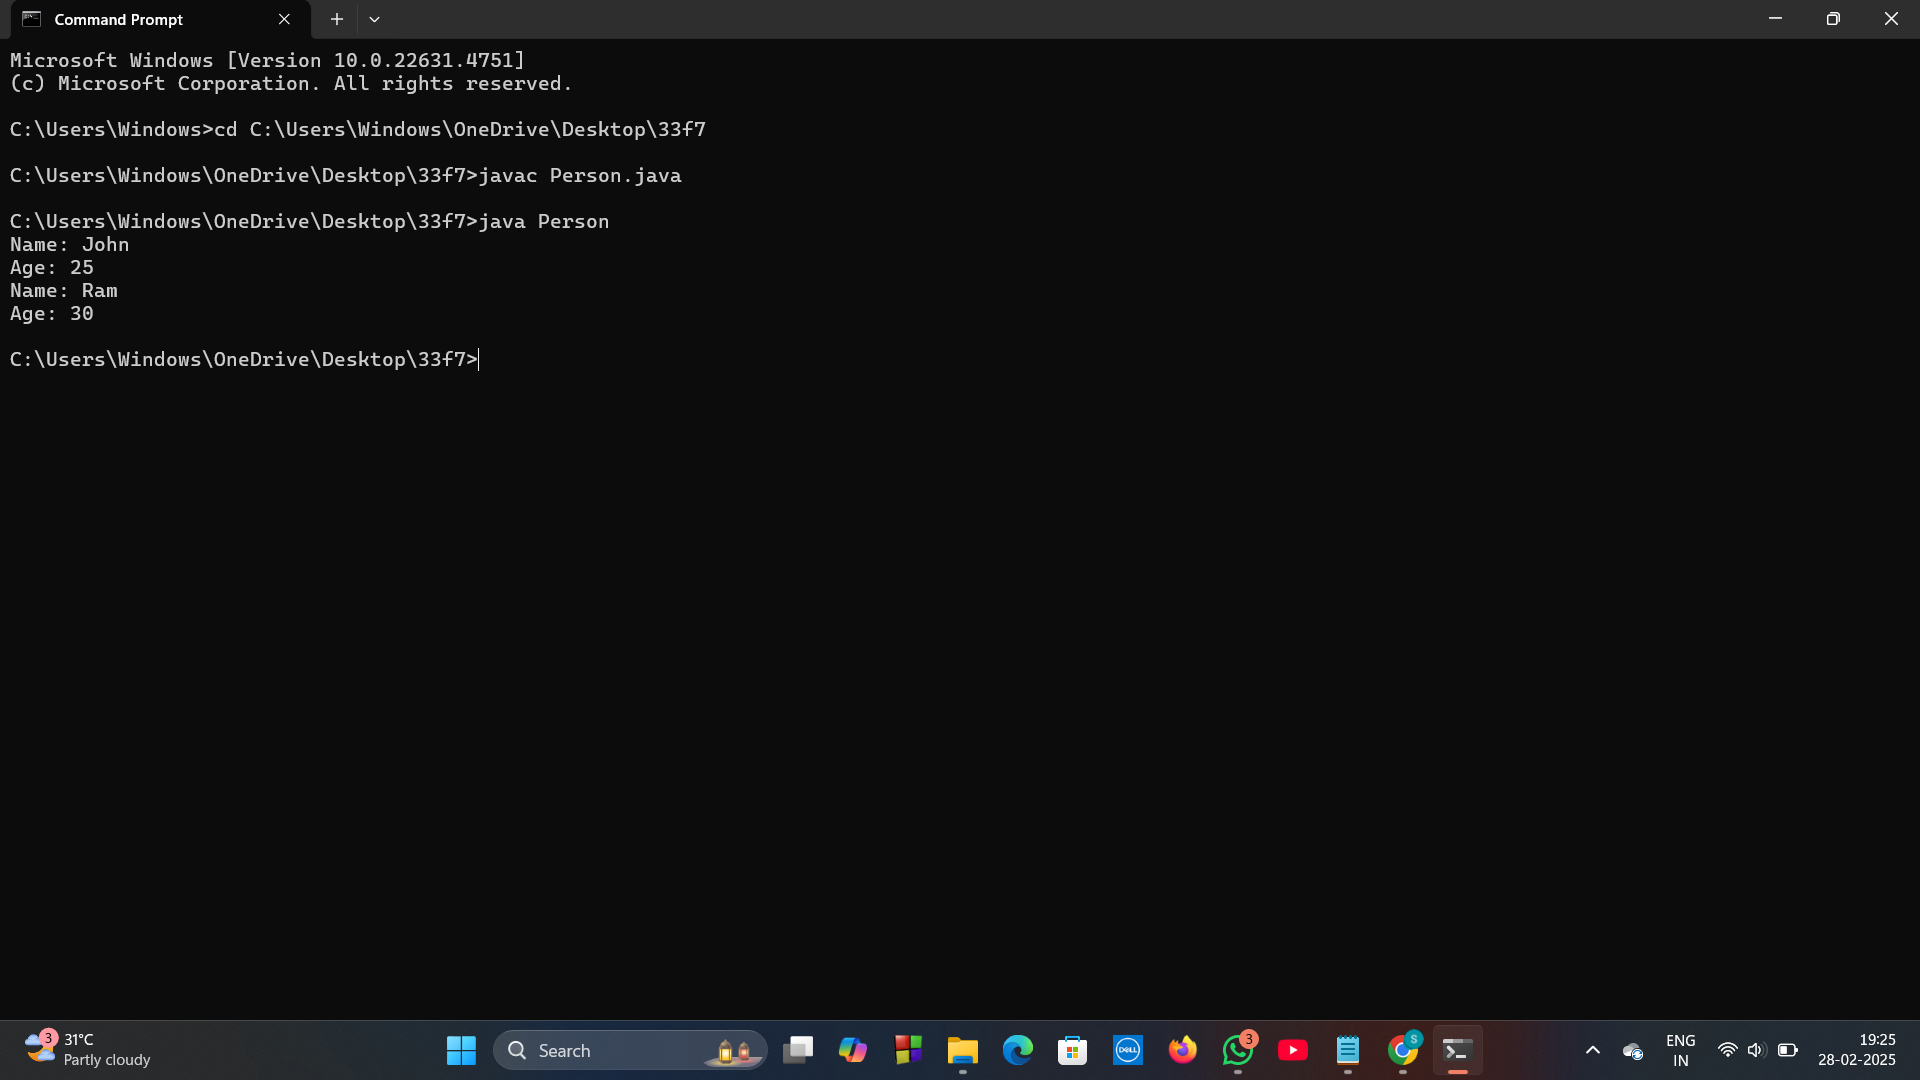 Command Prompt
Microsoft Windows [Version 10.0.22631.4751]
(c) Microsoft Corporation. All rights reserved.
C:\Users\Windows>cd C:\Users\Windows\OneDrive\Desktop\33f7
C:\Users\Windows\OneDrive\Desktop\33f7>javac Person.java
C:\Users\Windows\OneDrive\Desktop\33f7>java Person
Name: John
Age: 25
Name: Ram
Age: 30
C:\Users\Windows\OneDrive\Desktop\33f7>
3
31°C
Partly cloudy
Search
DELL
3
S
ENG
IN
19:25
28-02-2025